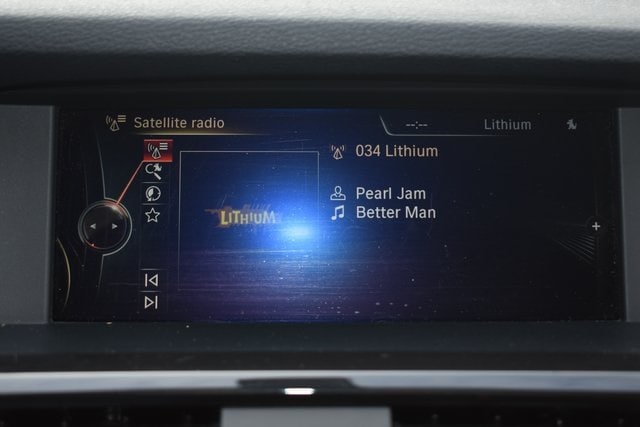 Satellite radio
--:--
Lithium
034 Lithium
Pearl Jam
Better Man
LITHIUM